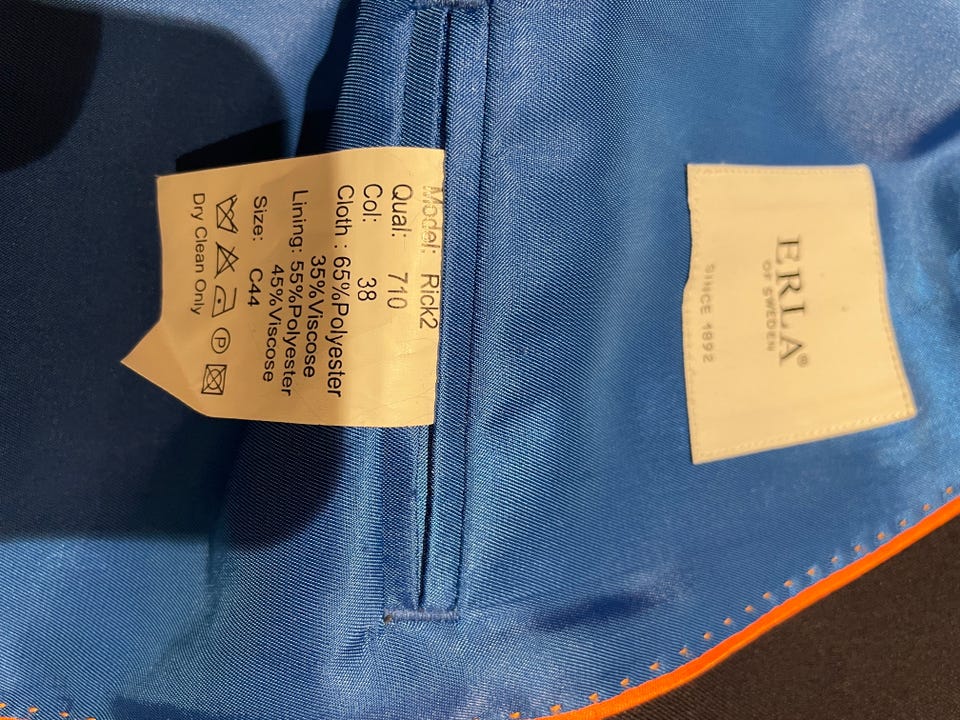 Model: Rick2
Qual: 710
Col: 38
Cloth : 65%Polyester
35%Viscose
Lining: 55%Polyester
45%Viscose
Size: C44
P
Dry Clean Only
ERLA®
OF SWEDEN
SINCE 1892